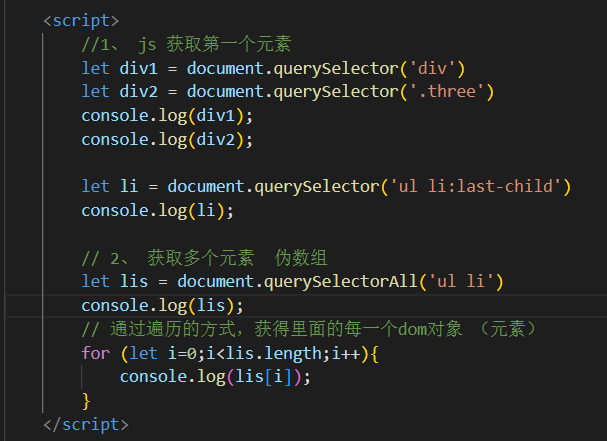 <script>
//1、 js 获取第一个元素
let div1 = document.querySelector('div')
let div2 = document.querySelector('.three')
console.log(div1);
console.log(div2);
let li = document.querySelector('ul li:last-child')
console.log(li);
// 2、 获取多个元素  伪数组
let lis = document.querySelectorAll('ul li')
console.log(lis);
// 通过遍历的方式，获得里面的每一个dom对象 （元素）
for (let i=0;i<lis.length;i++){
console.log(lis[i]);
}
</script>